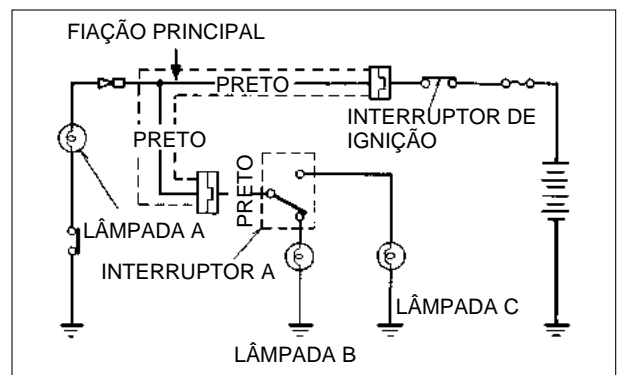 FIAÇÃO PRINCIPAL
PRETO
INTERRUPTOR DE
IGNIÇÃO
PRETO
PRETO
LÂMPADA A
INTERRUPTOR A
LÂMPADA C
LÂMPADA B